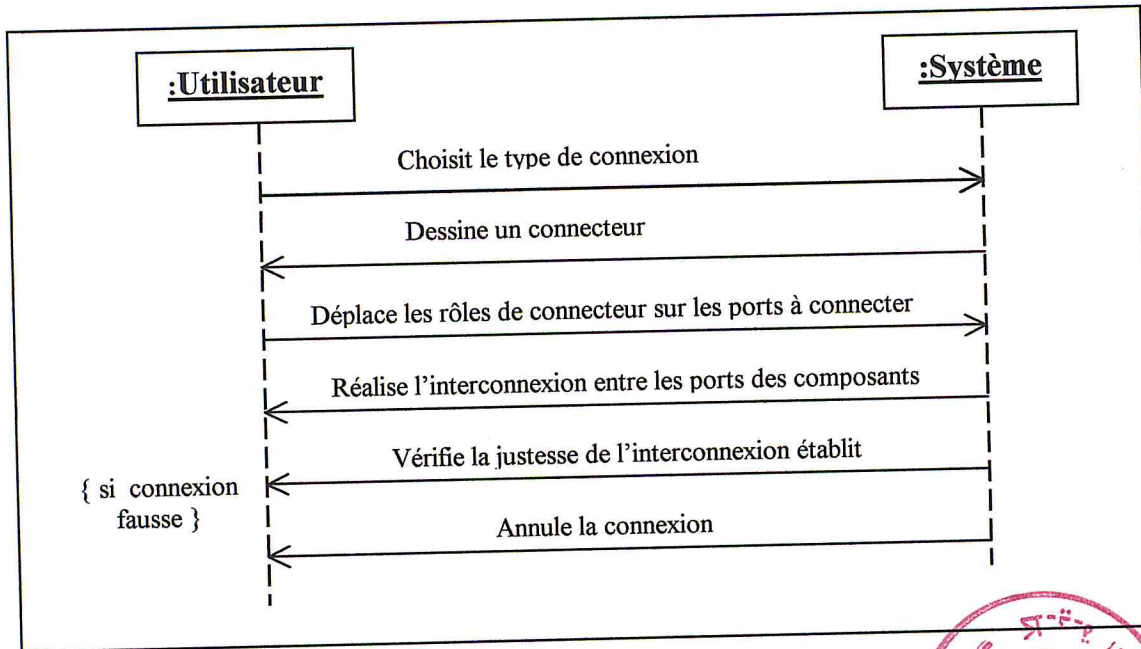 :Utilisateur
:Système
Choisit le type de connexion
Dessine un connecteur
Déplace les rôles de connecteur sur les ports à connecter
Réalise l'interconnexion entre les ports des composants
Vérifie la justesse de l'interconnexion établit
{ si connexion
fausse }
Annule la connexion